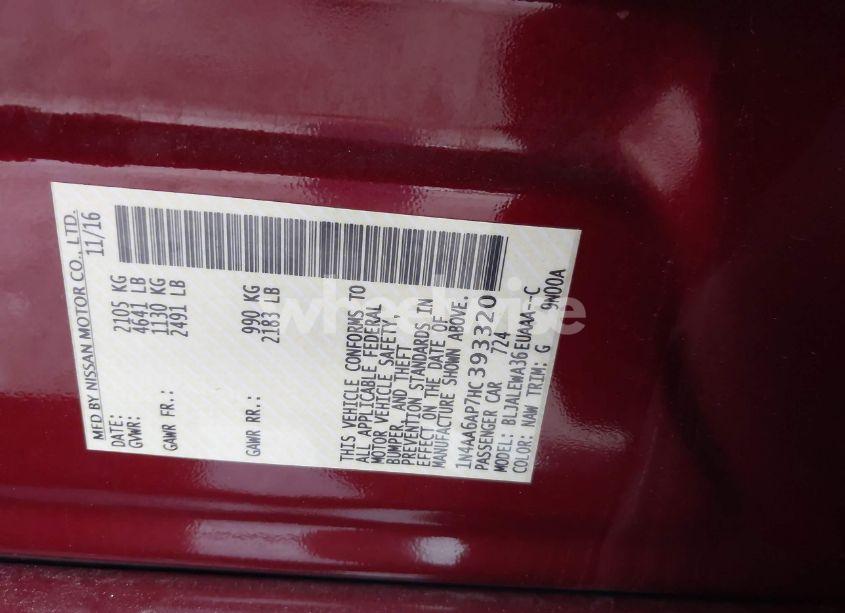 MFD BY NISSAN MOTOR CO., LTD.
DATE: 11/16
GVWR: 2105 KG
4641 LB
GAWR FR.: 1130 KG
2491 LB
GAWR RR.: 990 KG
2183 LB
THIS VEHICLE CONFORMS TO
ALL APPLICABLE FEDERAL
MOTOR VEHICLE SAFETY,
BUMPER, AND THEFT
PREVENTION STANDARDS IN
EFFECT ON THE DATE OF
MANUFACTURE SHOWN ABOVE.
1N4AA6AP7HC393320
PASSENGER CAR 724
MODEL: BLJALEWA36EUAAA--C
COLOR: NAW TRIM: G 9N00A
wheelwise